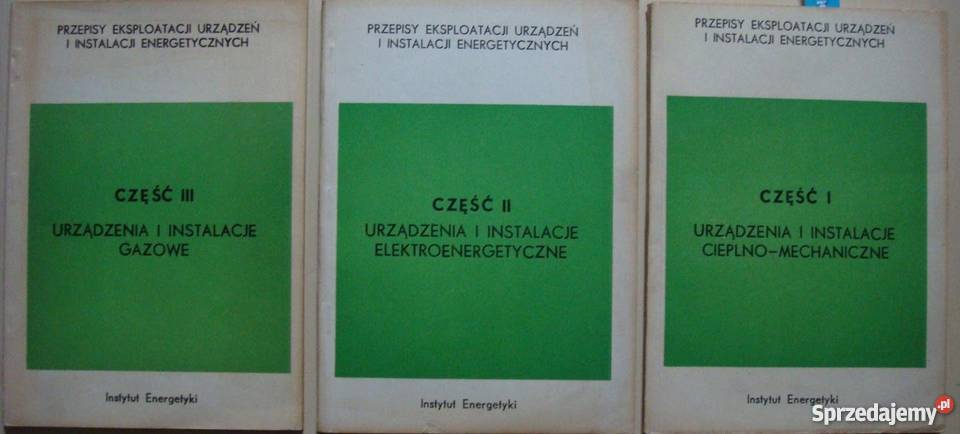 PRZEPISY EKSPLOATACJI URZĄDZEŃ
I INSTALACJI ENERGETYCZNYCH
CZĘŚĆ III
URZĄDZENIA I INSTALACJE
GAZOWE
Instytut Energetyki
PRZEPISY EKSPLOATACJI URZĄDZEŃ
I INSTALACJI ENERGETYCZNYCH
CZĘŚĆ II
URZĄDZENIA I INSTALACJE
ELEKTROENERGETYCZNE
Instytut Energetyki
PRZEPISY EKSPLOATACJI URZĄDZEŃ
I INSTALACJI ENERGETYCZNYCH
CZĘŚĆ I
URZĄDZENIA I INSTALACJE
CIEPLNO–MECHANICZNE
Instytut Energetyki
Sprzedajemy.pl